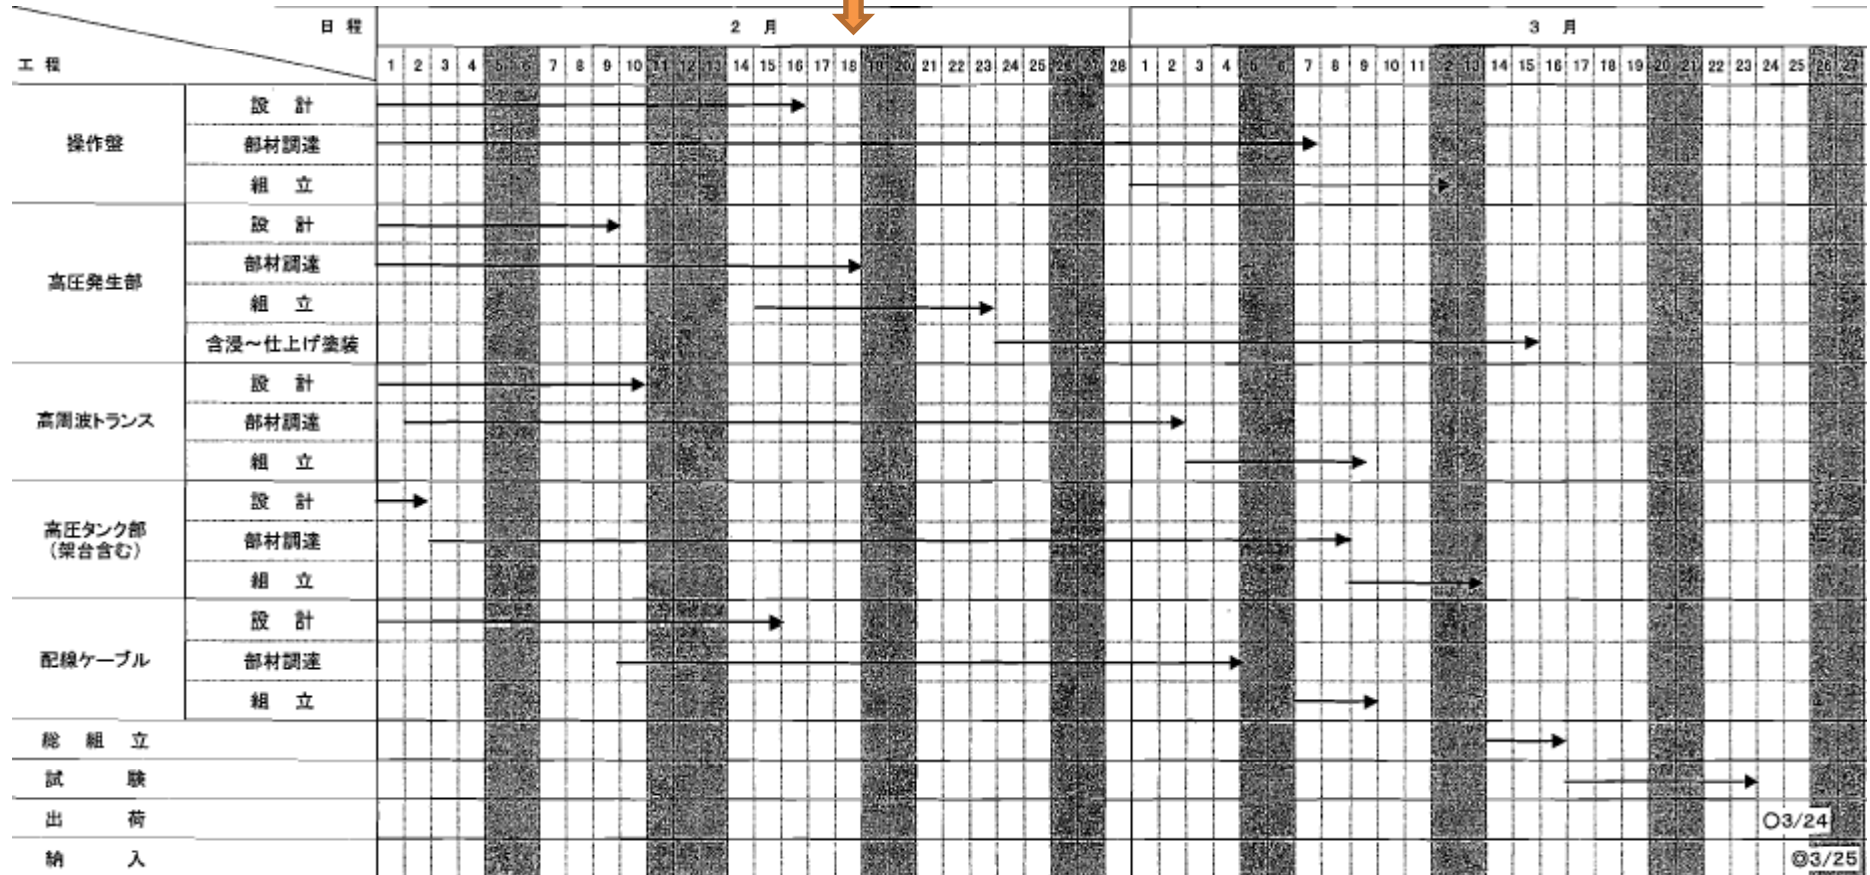 日 程
2 月
3 月
工 程
1 2 3 4 5 6 7 8 9 10 11 12 13 14 15 16 17 18 19 20 21 22 23 24 25 26 27 28 1 2 3 4 5 6 7 8 9 10 11 12 13 14 15 16 17 18 19 20 21 22 23 24 25 26 27
操作盤
設 計
部材調達
組 立
高圧発生部
設 計
部材調達
組 立
含浸～仕上げ塗装
高周波トランス
設 計
部材調達
組 立
高圧タンク部
(架台含む)
設 計
部材調達
組 立
配線ケーブル
設 計
部材調達
組 立
総 組 立
試 験
出 荷
○3/24
納 入
◎3/25